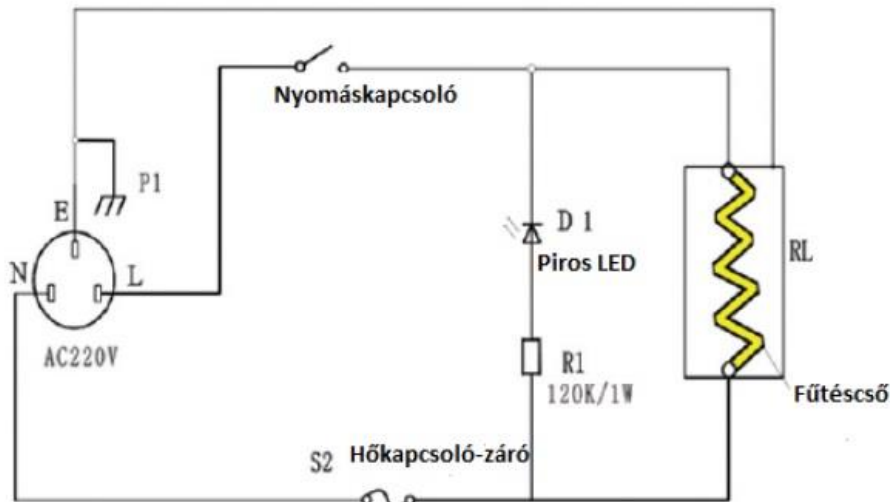 Nyomáskapcsoló
P1
E
N
L
AC220V
D 1
Piros LED
RL
R1
120K/1W
Fűtéscső
S2
Hőkapcsoló-záró